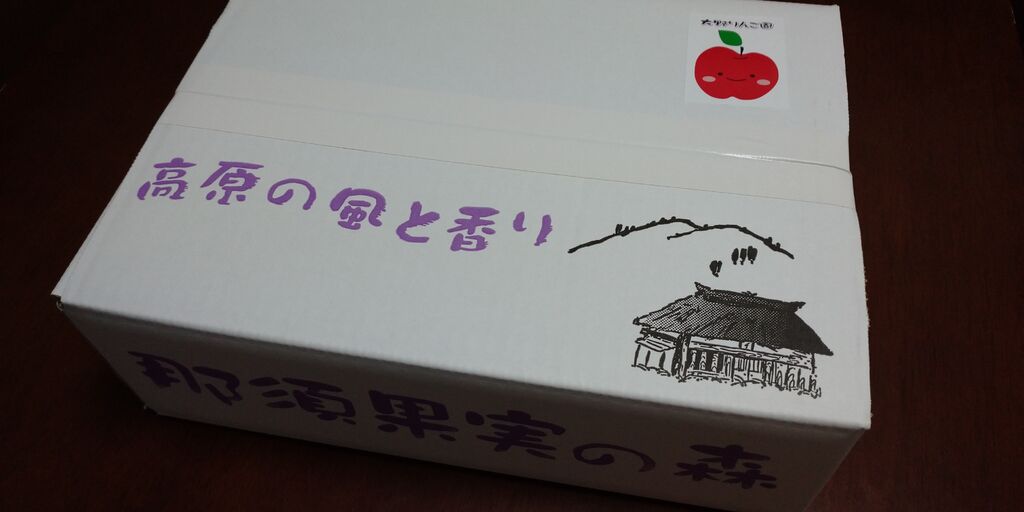 大野りんご園
高原の風と香り
那須果実の森